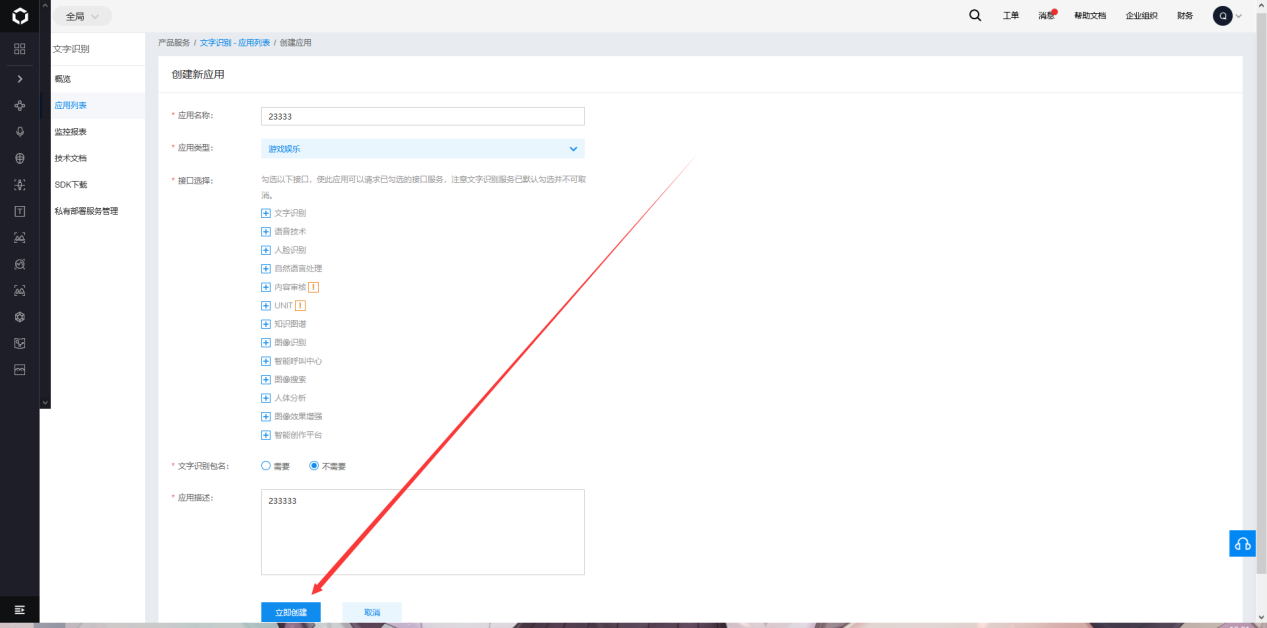 全局
工单
消息
帮助文档
企业组织
财务
Q
文字识别
概览
应用列表
监控报表
技术文档
SDK下载
私有部署服务管理
产品服务 / 文字识别 - 应用列表 / 创建应用
创建新应用
* 应用名称: 23333
* 应用类型: 游戏娱乐
* 接口选择: 勾选以下接口，使此应用可以请求已勾选的接口服务，注意文字识别服务已默认勾选并不可取
消。
文字识别
语音技术
人脸识别
自然语言处理
内容审核 !
UNIT !
知识图谱
图像识别
智能呼叫中心
图像搜索
人体分析
图像效果增强
智能创作平台
* 文字识别包名: 需要 不需要
* 应用描述: 233333
立即创建 取消